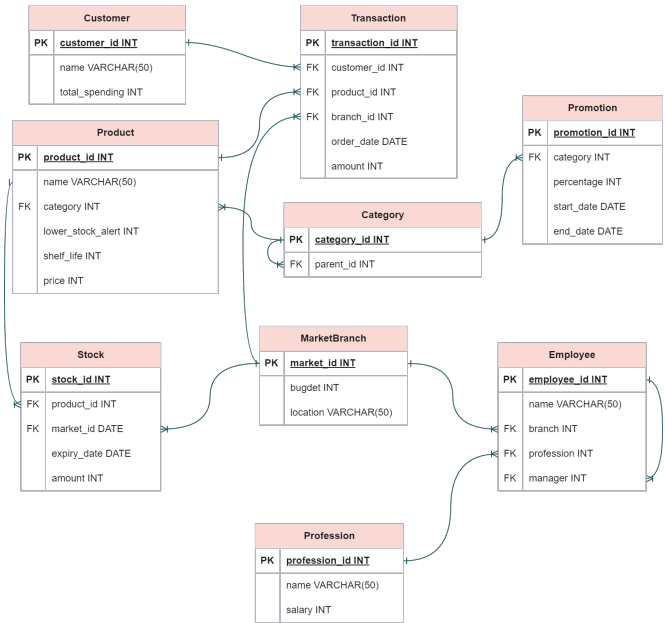 Customer
PK customer_id INT
name VARCHAR(50)
total_spending INT
Transaction
PK transaction_id INT
FK customer_id INT
FK product_id INT
FK branch_id INT
order_date DATE
amount INT
Promotion
PK promotion_id INT
FK category INT
percentage INT
start_date DATE
end_date DATE
Product
PK product_id INT
name VARCHAR(50)
FK category INT
lower_stock_alert INT
shelf_life INT
price INT
Category
PK category_id INT
FK parent_id INT
MarketBranch
PK market_id INT
bugdet INT
location VARCHAR(50)
Stock
PK stock_id INT
FK product_id INT
FK market_id DATE
expiry_date DATE
amount INT
Employee
PK employee_id INT
name VARCHAR(50)
FK branch INT
FK profession INT
FK manager INT
Profession
PK profession_id INT
name VARCHAR(50)
salary INT